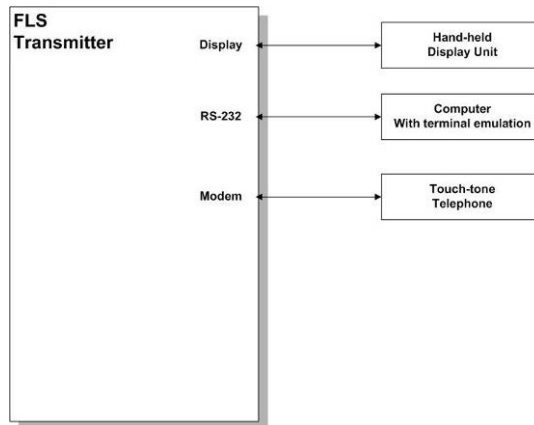 FLS
Transmitter
Display
Hand-held
Display Unit
RS-232
Computer
With terminal emulation
Modem
Touch-tone
Telephone